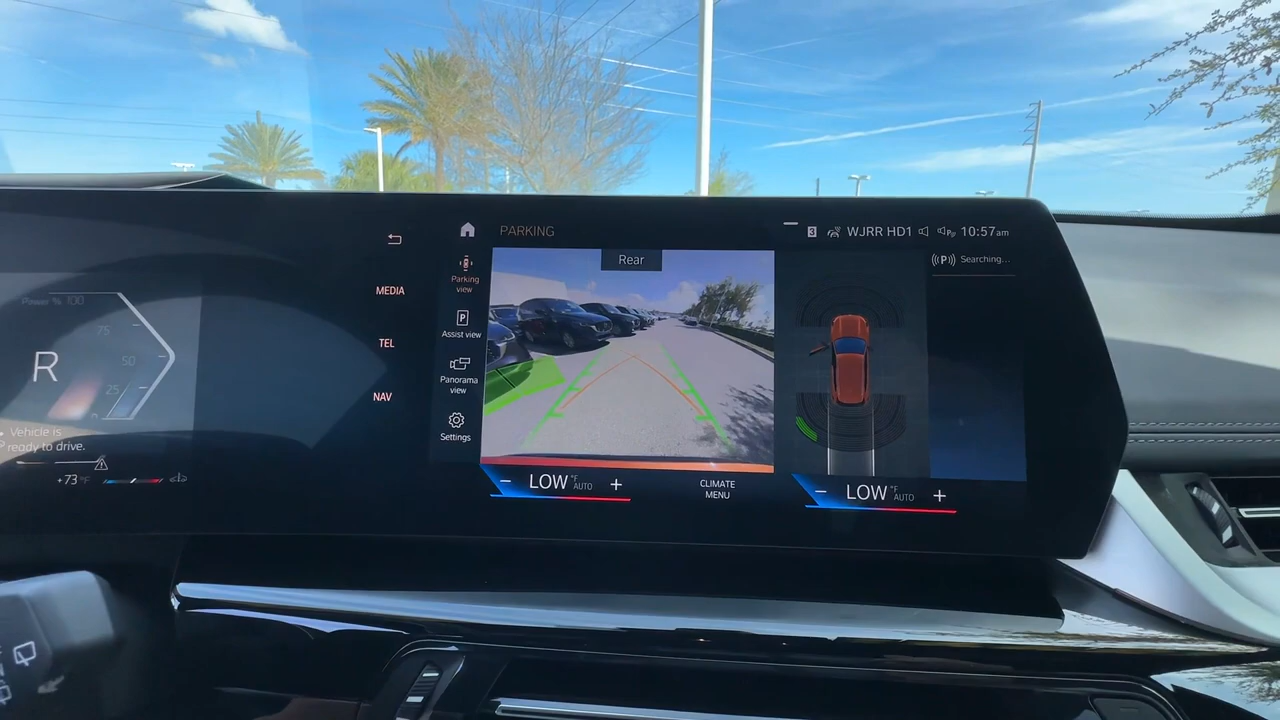 PARKING
3
WJRR HD1
10:57am
Rear
((P)) Searching...
MEDIA
TEL
NAV
Parking
view
P
Assist view
Panorama
view
Settings
Power % 100
75
50
25
0
R
Vehicle is
ready to drive.
+73°F
− LOW °F AUTO +
CLIMATE
MENU
− LOW °F AUTO +